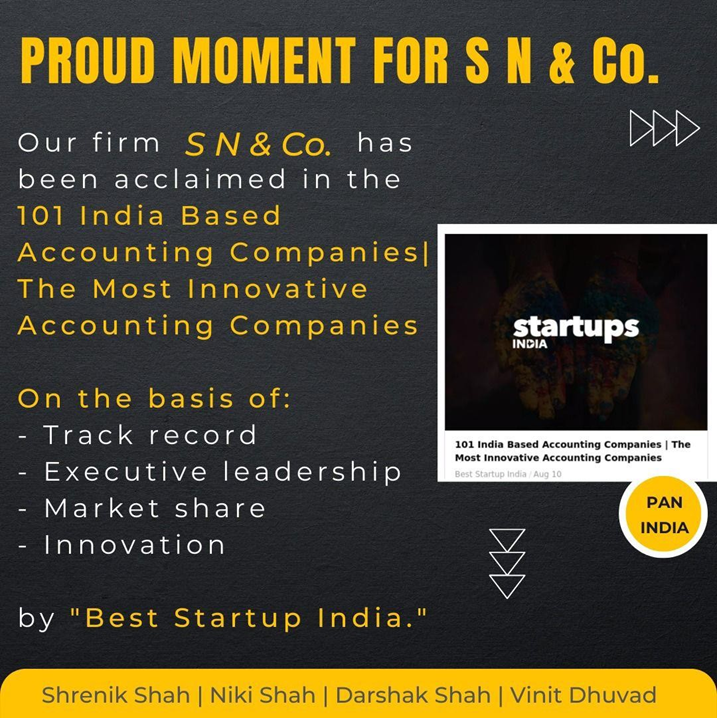 PROUD MOMENT FOR S N & Co.
Our firm S N & Co. has
been acclaimed in the
101 India Based
Accounting Companies|
The Most Innovative
Accounting Companies
On the basis of:
- Track record
- Executive leadership
- Market share
- Innovation
by "Best Startup India."
startups
INDIA
101 India Based Accounting Companies | The
Most Innovative Accounting Companies
Best Startup India / Aug 10
PAN
INDIA
Shrenik Shah | Niki Shah | Darshak Shah | Vinit Dhuvad